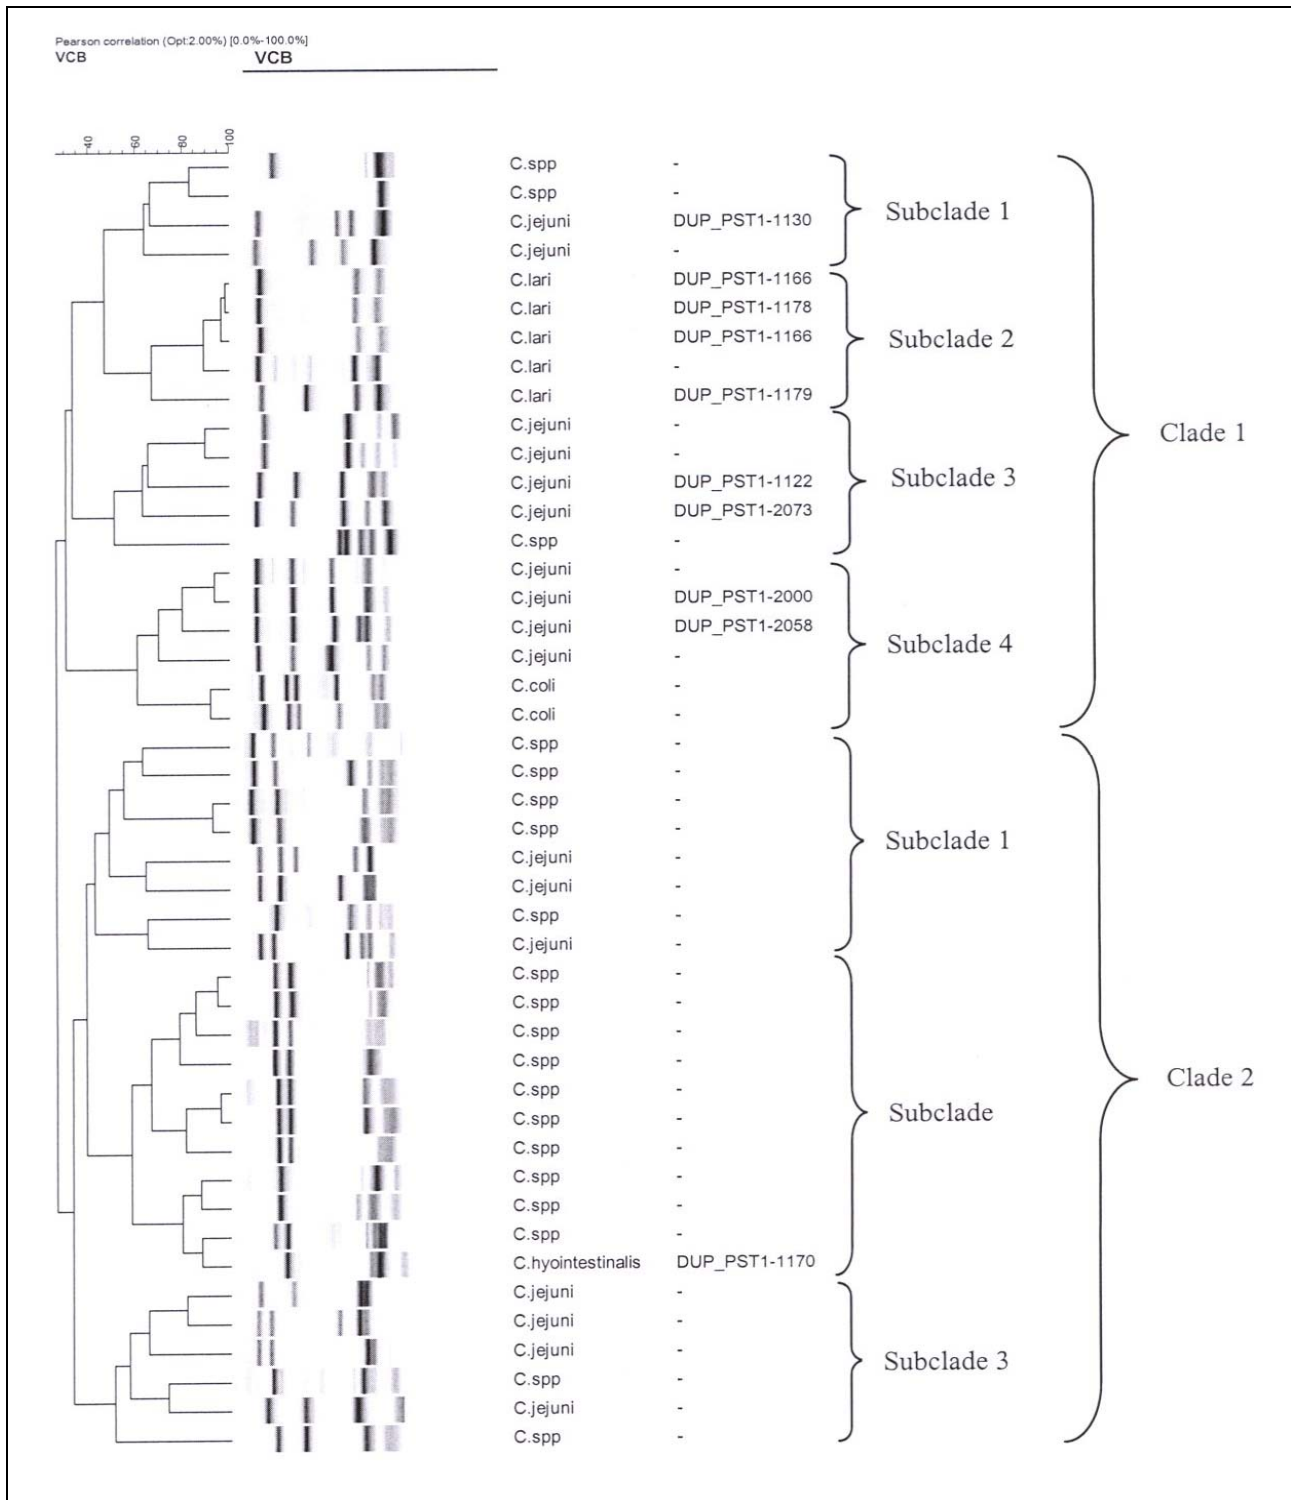 Pearson correlation (Opt:2.00%) [0.0%-100.0%]
VCB VCB
40 60 80 100
C.spp -
C.spp -
C.jejuni DUP_PST1-1130
Subclade 1
C.jejuni -
C.lari DUP_PST1-1166
C.lari DUP_PST1-1178
C.lari DUP_PST1-1166
Subclade 2
C.lari -
C.lari DUP_PST1-1179
C.jejuni -
Clade 1
C.jejuni -
C.jejuni DUP_PST1-1122
Subclade 3
C.jejuni DUP_PST1-2073
C.spp -
C.jejuni -
C.jejuni DUP_PST1-2000
C.jejuni DUP_PST1-2058
Subclade 4
C.jejuni -
C.coli -
C.coli -
C.spp -
C.spp -
C.spp -
C.spp -
Subclade 1
C.jejuni -
C.jejuni -
C.spp -
C.jejuni -
C.spp -
C.spp -
C.spp -
C.spp -
Clade 2
C.spp -
C.spp -
Subclade
C.spp -
C.spp -
C.spp -
C.spp -
C.hyointestinalis DUP_PST1-1170
C.jejuni -
C.jejuni -
C.jejuni -
Subclade 3
C.spp -
C.jejuni -
C.spp -